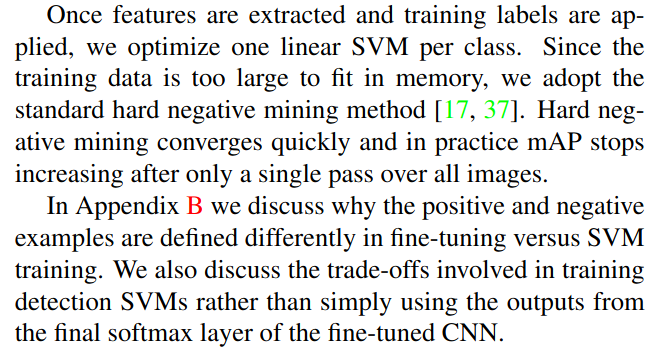 Once features are extracted and training labels are ap-
plied, we optimize one linear SVM per class. Since the
training data is too large to fit in memory, we adopt the
standard hard negative mining method [17, 37]. Hard neg-
ative mining converges quickly and in practice mAP stops
increasing after only a single pass over all images.
In Appendix B we discuss why the positive and negative
examples are defined differently in fine-tuning versus SVM
training. We also discuss the trade-offs involved in training
detection SVMs rather than simply using the outputs from
the final softmax layer of the fine-tuned CNN.